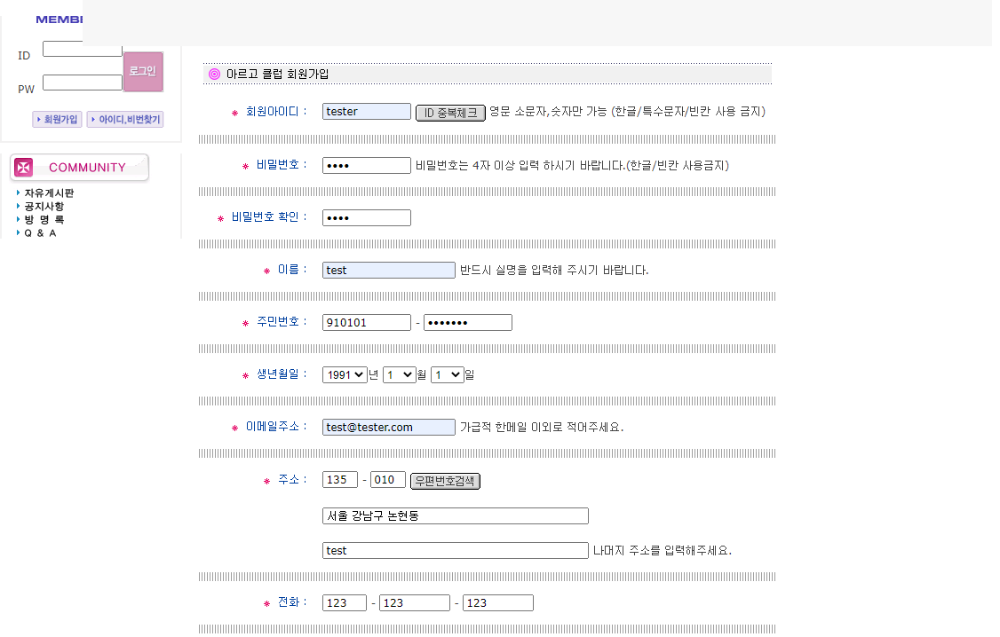 MEMBE
ID
로그인
PW
회원가입 아이디,비번찾기
COMMUNITY
자유게시판
공지사항
방 명 록
Q & A
아르고 클럽 회원가입
* 회원아이디 : tester ID 중복체크 영문 소문자,숫자만 가능 (한글/특수문자/빈칸 사용 금지)
* 비밀번호 : •••• 비밀번호는 4자 이상 입력 하시기 바랍니다.(한글/빈칸 사용금지)
* 비밀번호 확인 : ••••
* 이름 : test 반드시 실명을 입력해 주시기 바랍니다.
* 주민번호 : 910101 - •••••••
* 생년월일 : 1991 년 1 월 1 일
* 이메일주소 : test@tester.com 가급적 한메일 이외로 적어주세요.
* 주소 : 135 - 010 우편번호검색
서울 강남구 논현동
test 나머지 주소를 입력해주세요.
* 전화 : 123 - 123 - 123